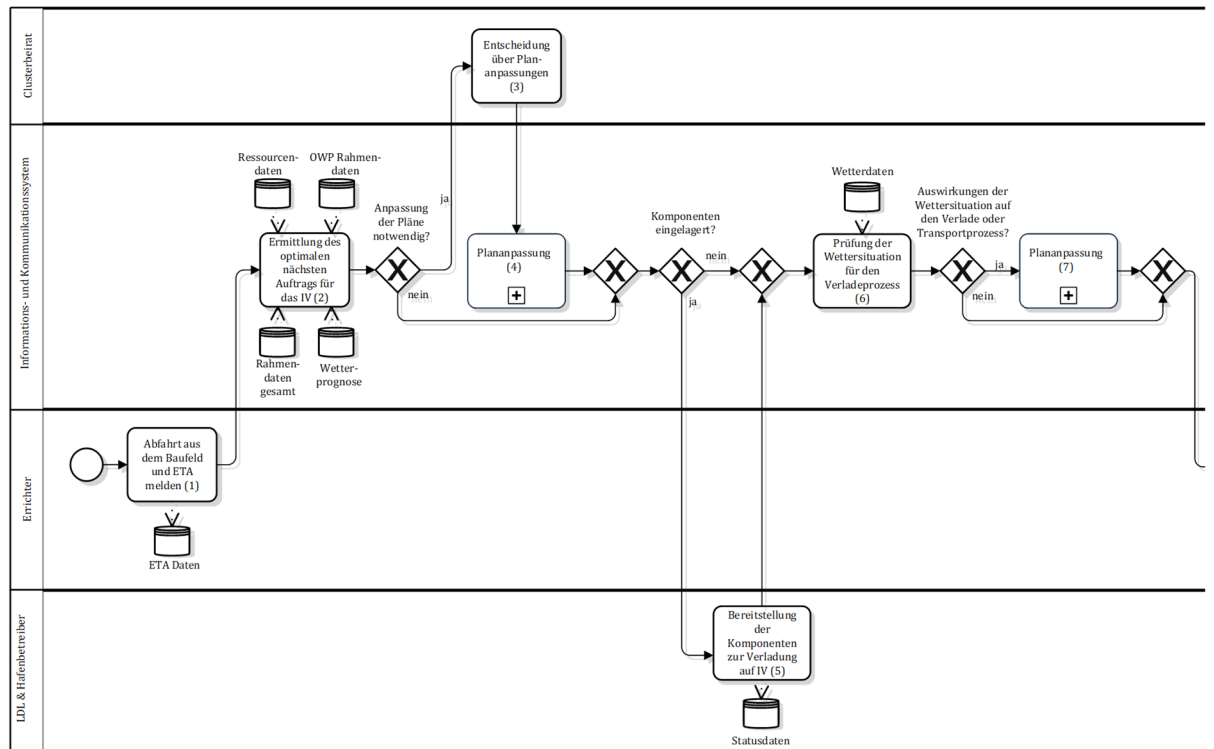 Clusterbeirat
Entscheidung
über Plan-
anpassungen
(3)
Informations- und Kommunikationssystem
Ressourcen-
daten
OWP Rahmen-
daten
Ermittlung des
optimalen
nächsten
Auftrags für
das IV (2)
Rahmen-
daten
gesamt
Wetter-
prognose
Anpassung
der Pläne
notwendig?
ja
nein
Plananpassung
(4)
Komponenten
eingelagert?
nein
ja
Wetterdaten
Prüfung der
Wettersituation
für den
Verladeprozess
(6)
Auswirkungen der
Wettersituation auf
den Verlade oder
Transportprozess?
ja
nein
Plananpassung
(7)
Errichter
Abfahrt aus
dem Baufeld
und ETA
melden (1)
ETA Daten
LDL & Hafenbetreiber
Bereitstellung
der
Komponenten
zur Verladung
auf IV (5)
Statusdaten